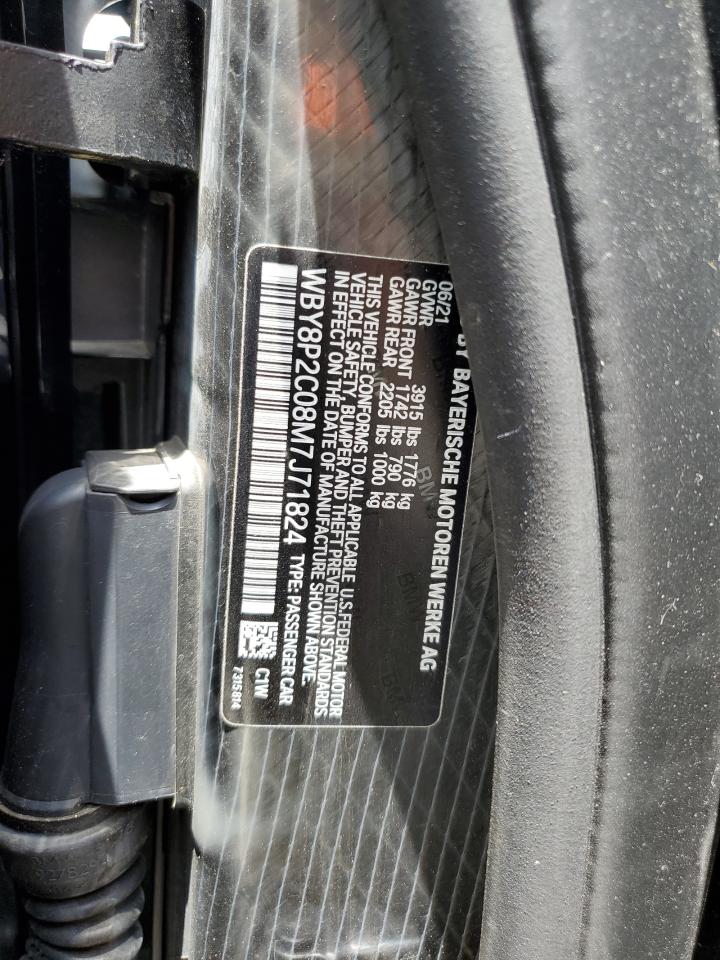 BY BAYERISCHE MOTOREN WERKE AG
06/21
GVWR 3915 lbs 1776 kg
GAWR FRONT 1742 lbs 790 kg
GAWR REAR 2205 lbs 1000 kg
THIS VEHICLE CONFORMS TO ALL APPLICABLE U.S.FEDERAL MOTOR
VEHICLE SAFETY, BUMPER AND THEFT PREVENTION STANDARDS
IN EFFECT ON THE DATE OF MANUFACTURE SHOWN ABOVE.
WBY8P2C08M7J71824 TYPE: PASSENGER CAR
C1W
7315814